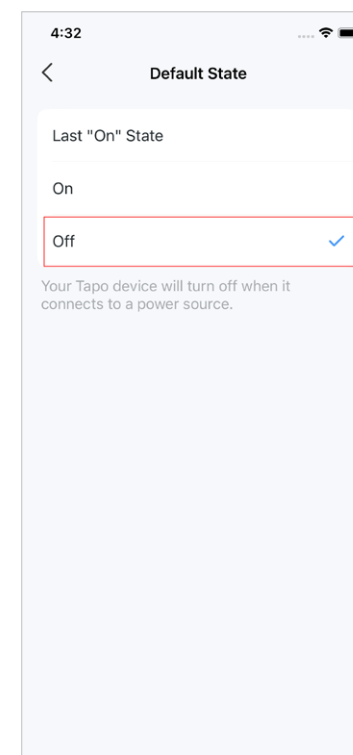 4:32
Default State
Last "On" State
On
Off
Your Tapo device will turn off when it
connects to a power source.